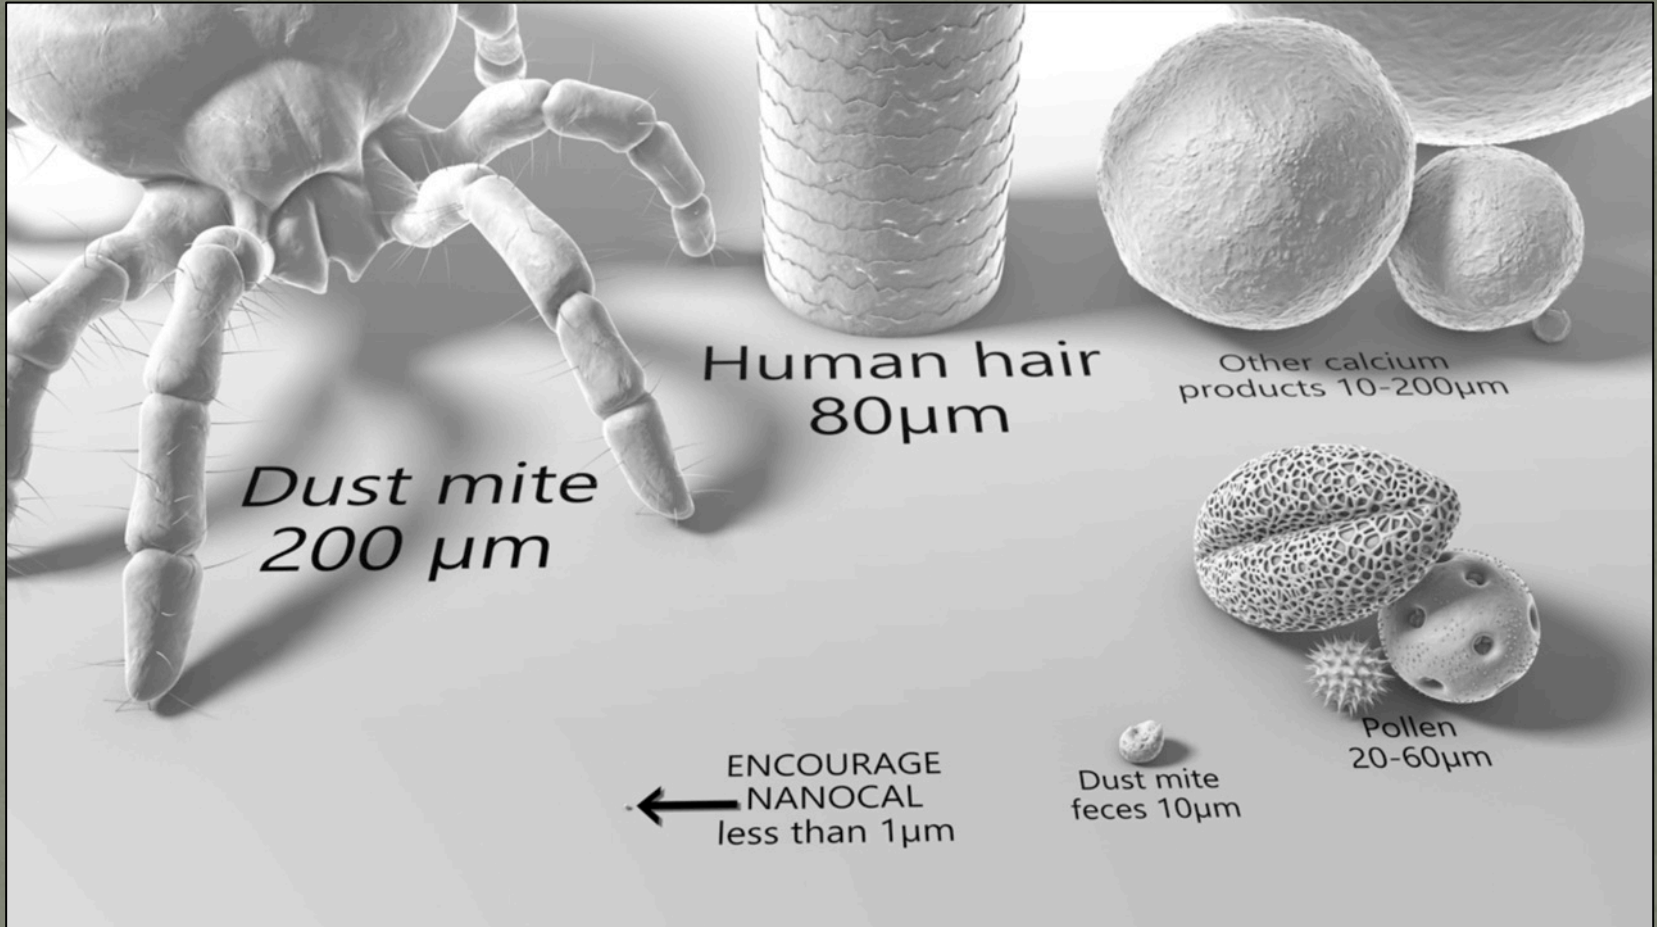 Human hair
80µm
Other calcium
products 10-200µm
Dust mite
200 µm
Pollen
20-60µm
ENCOURAGE
NANOCAL
less than 1µm
Dust mite
feces 10µm